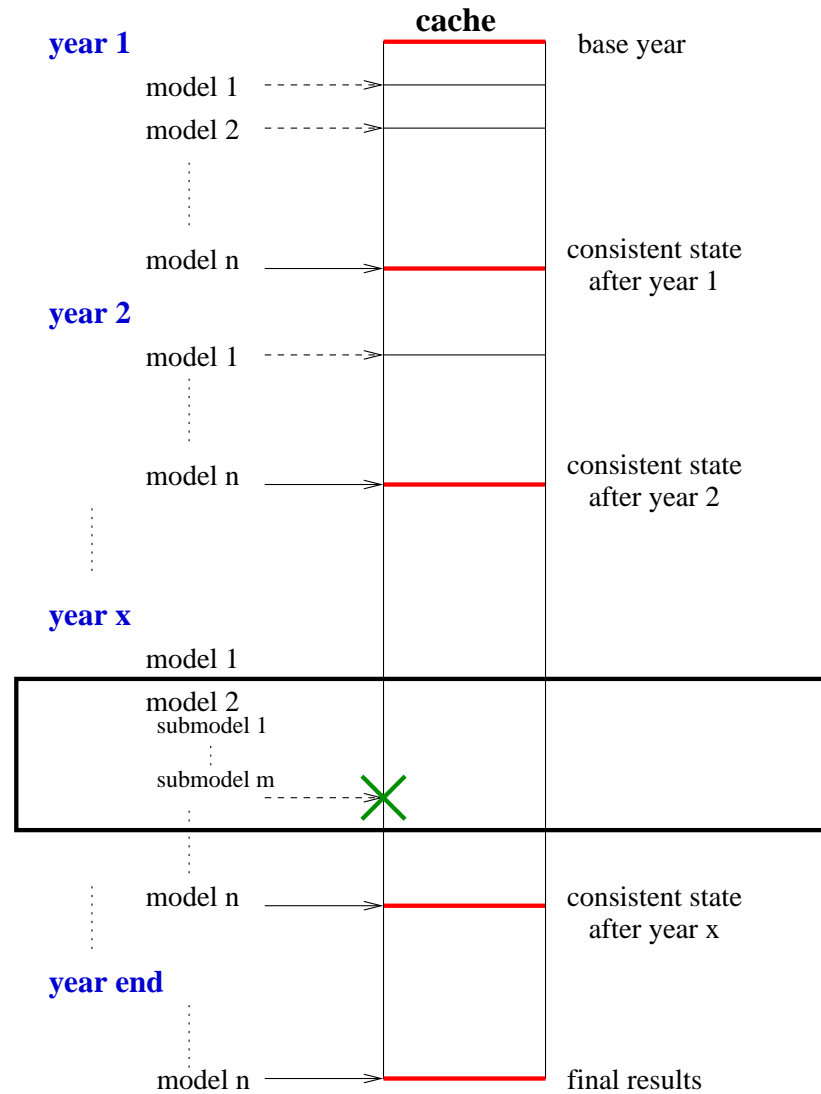 cache
year 1
base year
model 1
model 2
model n
consistent state
after year 1
year 2
model 1
model n
consistent state
after year 2
year x
model 1
model 2
submodel 1
submodel m
model n
consistent state
after year x
year end
model n
final results